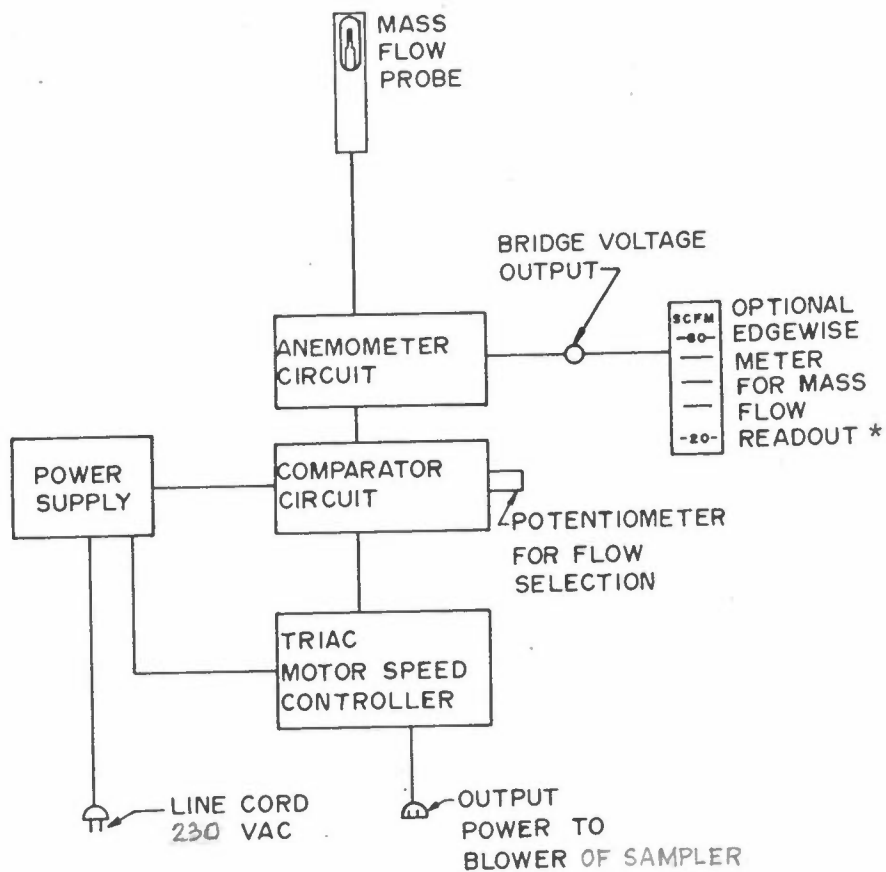 MASS
FLOW
PROBE
BRIDGE VOLTAGE
OUTPUT
SCFM
-60-
-20-
OPTIONAL
EDGEWISE
METER
FOR MASS
FLOW
READOUT *
ANEMOMETER
CIRCUIT
POWER
SUPPLY
COMPARATOR
CIRCUIT
POTENTIOMETER
FOR FLOW
SELECTION
TRIAC
MOTOR SPEED
CONTROLLER
LINE CORD
230 VAC
OUTPUT
POWER TO
BLOWER OF SAMPLER